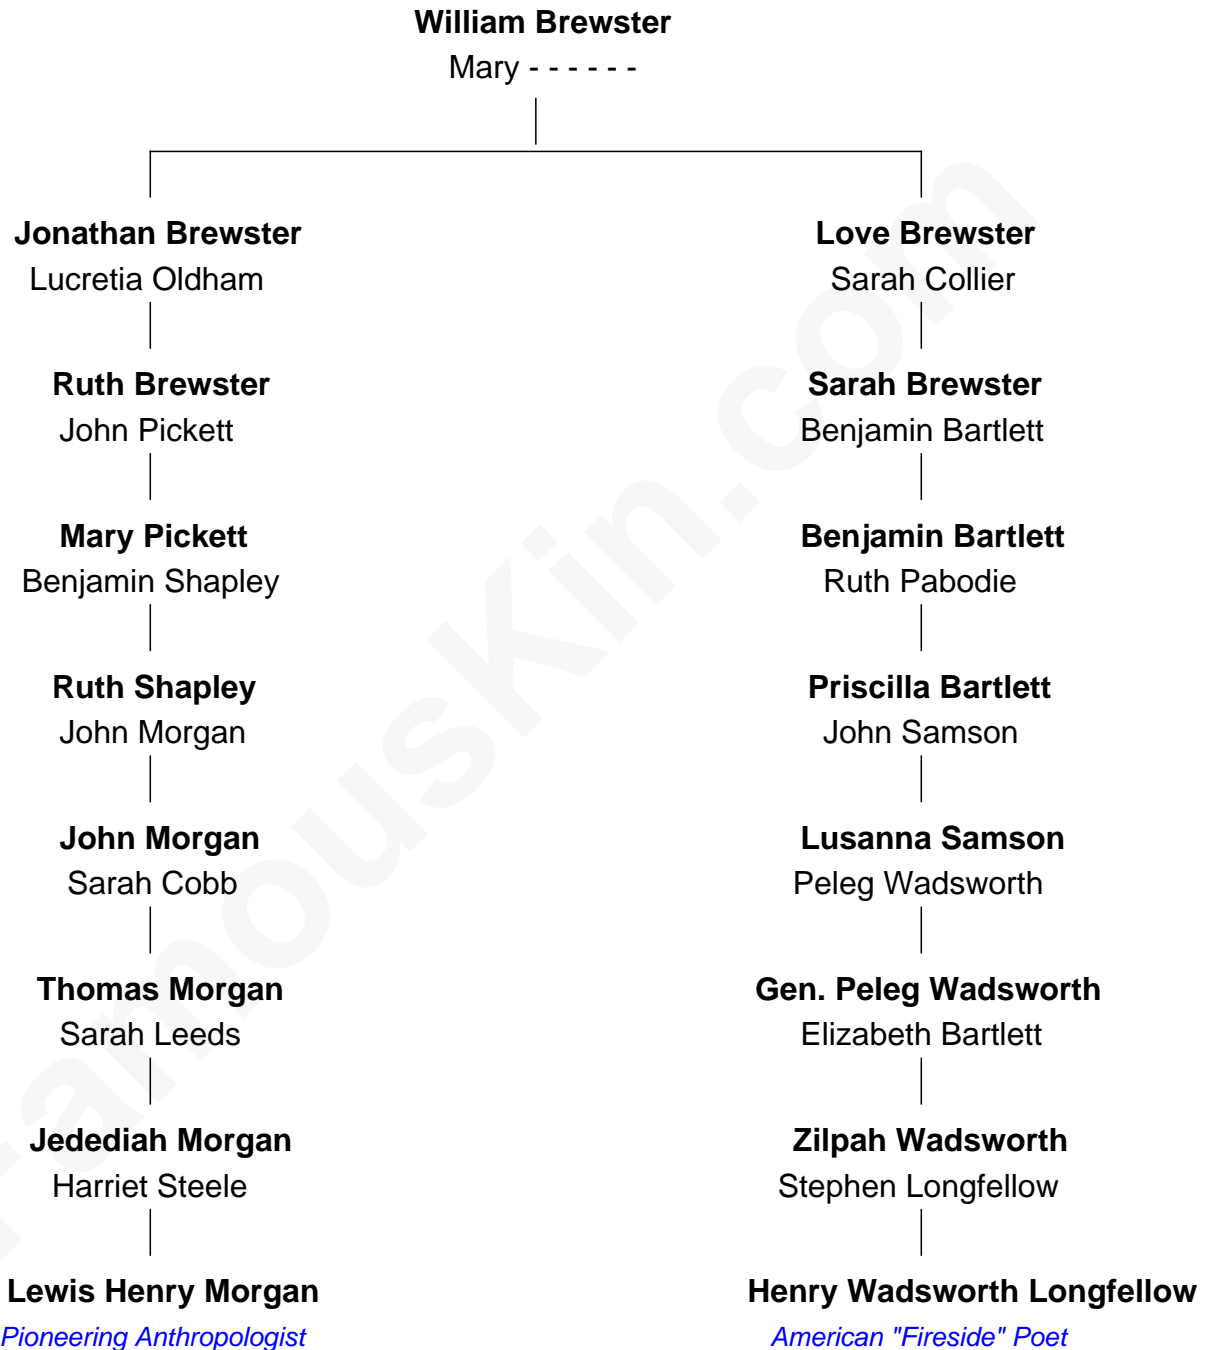 William Brewster
Mary - - - - - -
Jonathan Brewster
Lucretia Oldham
Love Brewster
Sarah Collier
Ruth Brewster
John Pickett
Sarah Brewster
Benjamin Bartlett
Mary Pickett
Benjamin Shapley
Benjamin Bartlett
Ruth Pabodie
Ruth Shapley
John Morgan
Priscilla Bartlett
John Samson
John Morgan
Sarah Cobb
Lusanna Samson
Peleg Wadsworth
Thomas Morgan
Sarah Leeds
Gen. Peleg Wadsworth
Elizabeth Bartlett
Jedediah Morgan
Harriet Steele
Zilpah Wadsworth
Stephen Longfellow
Lewis Henry Morgan
Pioneering Anthropologist
Henry Wadsworth Longfellow
American "Fireside" Poet
FamousKin.com